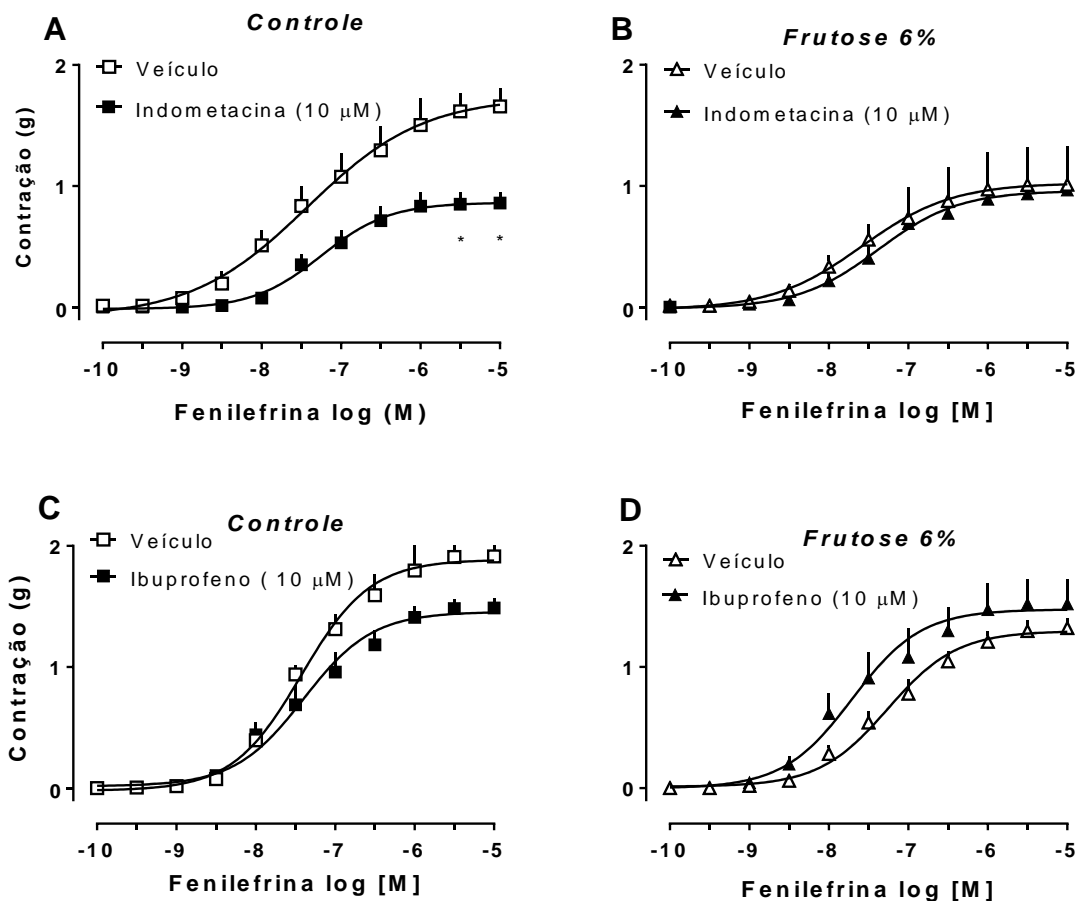 A
Controle
Veículo
Indometacina (10 μM)
Contração (g)
2
1
0
* *
-10 -9 -8 -7 -6 -5
Fenilefrina log (M)
B
Frutose 6%
Veículo
Indometacina (10 μM)
2
1
0
-10 -9 -8 -7 -6 -5
Fenilefrina log [M]
C
Controle
Veículo
Ibuprofeno ( 10 μM)
Contração (g)
2
1
0
-10 -9 -8 -7 -6 -5
Fenilefrina log [M]
D
Frutose 6%
Veículo
Ibuprofeno (10 μM)
2
1
0
-10 -9 -8 -7 -6 -5
Fenilefrina log [M]